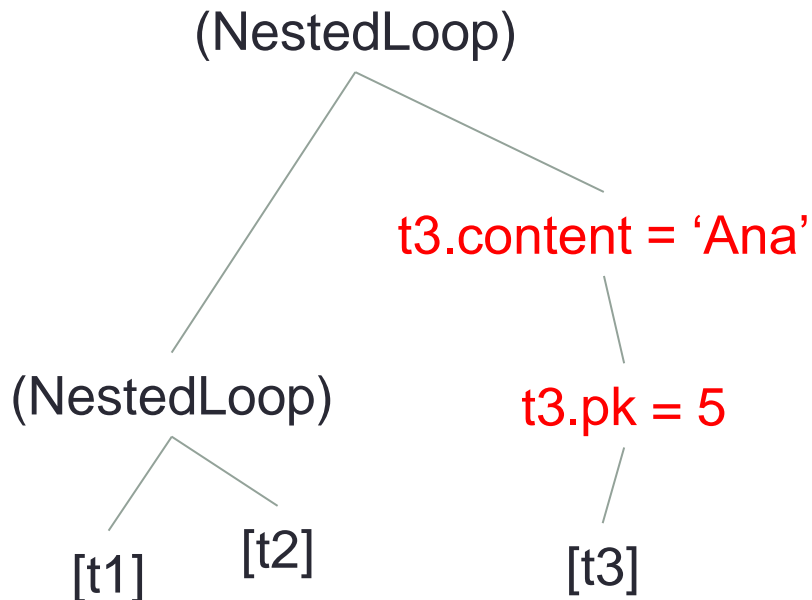 (NestedLoop)
t3.content = ‘Ana’
(NestedLoop)
t3.pk = 5
[t1]
[t2]
[t3]